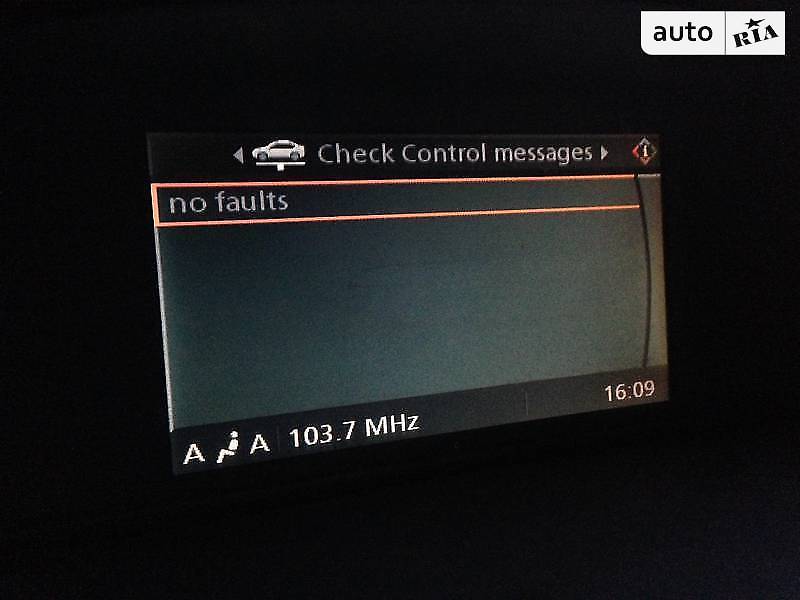 auto RIA
Check Control messages
no faults
16:09
A A 103.7 MHz